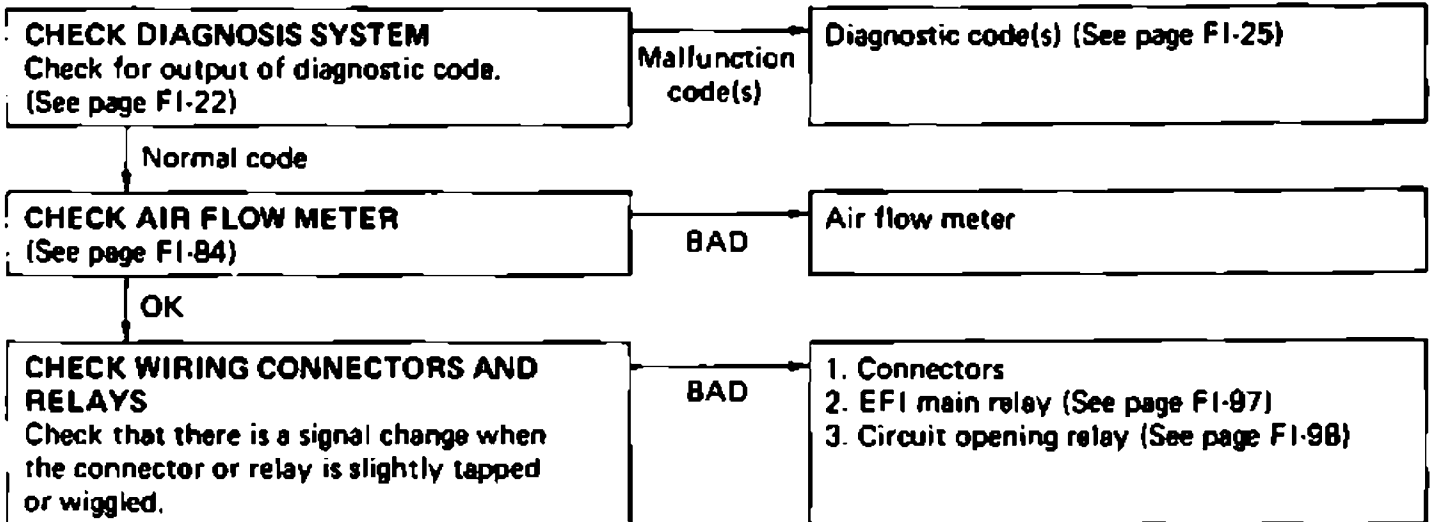 CHECK DIAGNOSIS SYSTEM
Check for output of diagnostic code.
(See page FI-22)
Malfunction
code(s)
Diagnostic code(s) (See page FI-25)
Normal code
CHECK AIR FLOW METER
(See page FI-84)
BAD
Air flow meter
OK
CHECK WIRING CONNECTORS AND
RELAYS
Check that there is a signal change when
the connector or relay is slightly tapped
or wiggled.
BAD
1. Connectors
2. EFI main relay (See page FI-97)
3. Circuit opening relay (See page FI-98)